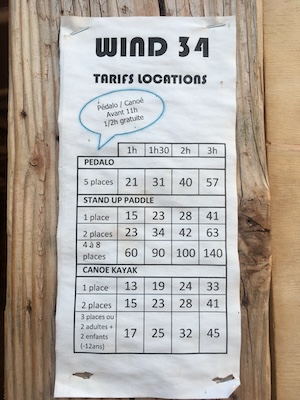 WIND 34
TARIFS LOCATIONS
Pédalo / Canoë
Avant 11h
1/2h gratuite
1h 1h30 2h 3h
PEDALO
5 places 21 31 40 57
STAND UP PADDLE
1 place 15 23 28 41
2 places 23 34 42 63
4 à 8
places 60 90 100 140
CANOE KAYAK
1 place 13 19 24 33
2 places 15 23 28 41
3 places ou
2 adultes +
2 enfants
(-12ans) 17 25 32 45